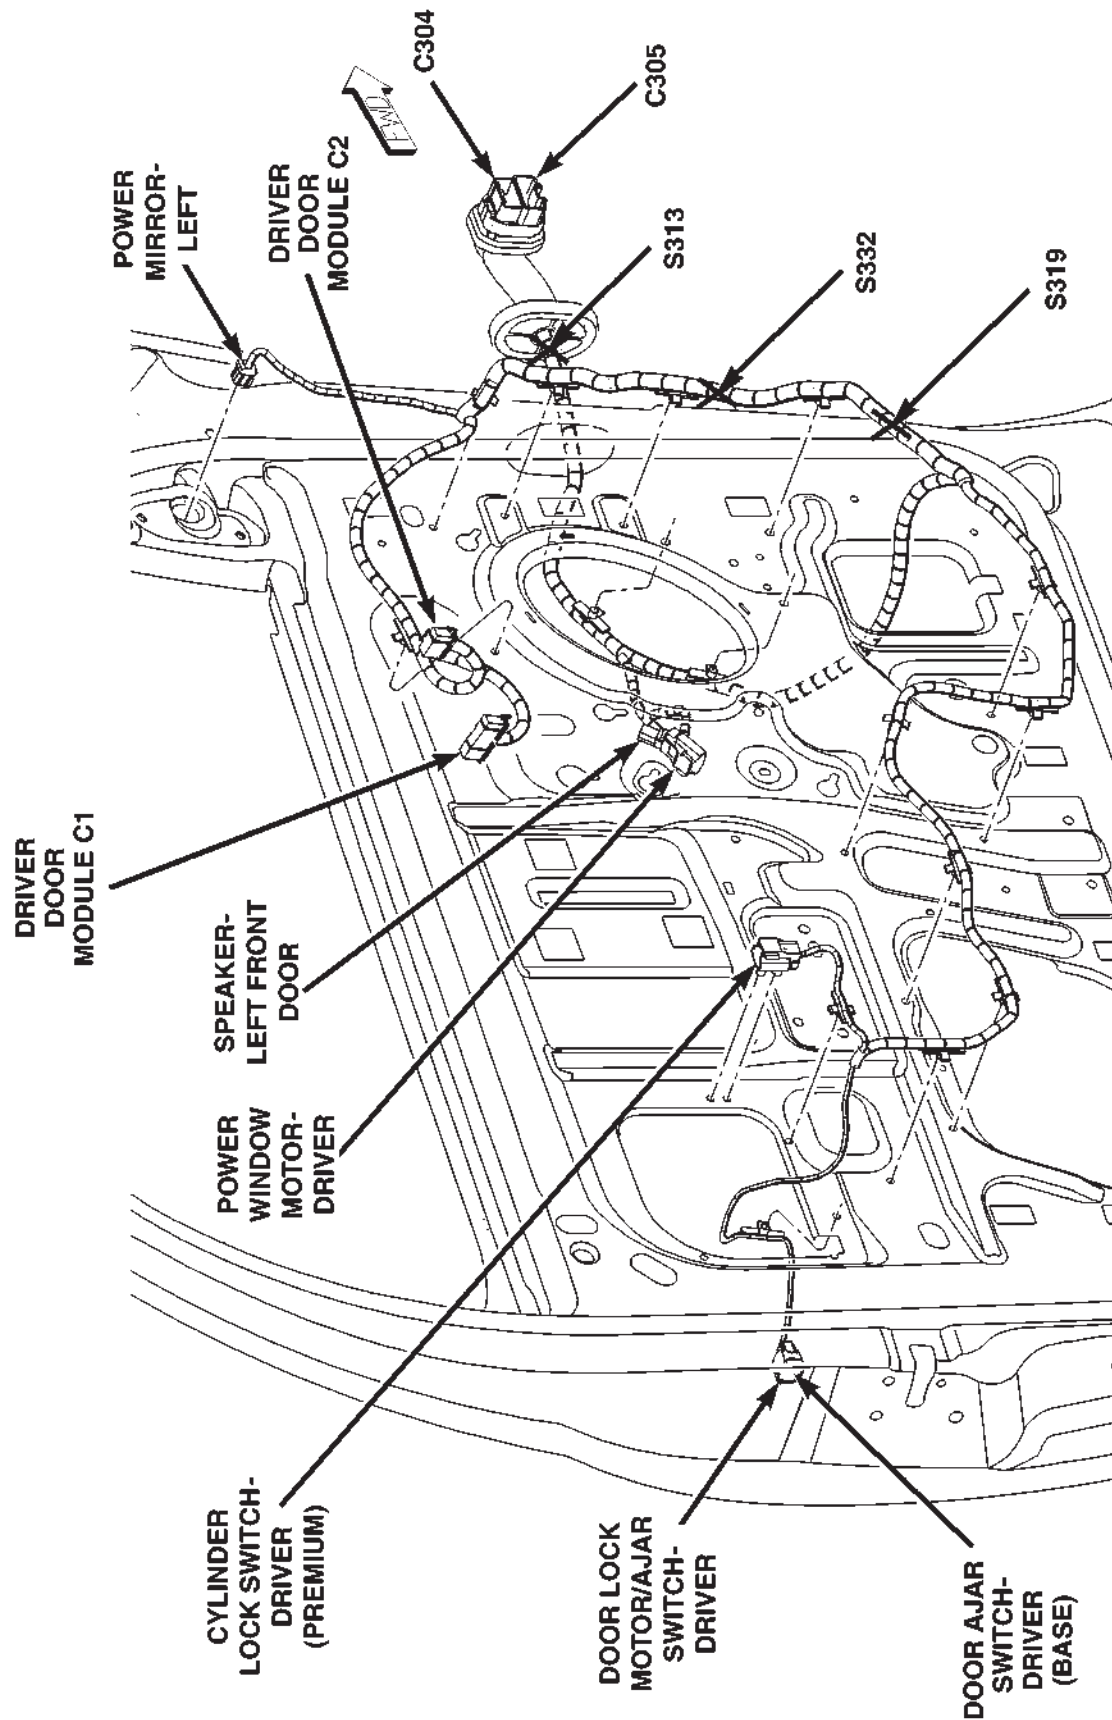 DRIVER
DOOR
MODULE C1
POWER
MIRROR-
LEFT
DRIVER
DOOR
MODULE C2
FWD
C304
C305
SPEAKER-
LEFT FRONT
DOOR
POWER
WINDOW
MOTOR-
DRIVER
S313
S332
S319
CYLINDER
LOCK SWITCH-
DRIVER
(PREMIUM)
DOOR LOCK
MOTOR/AJAR
SWITCH-
DRIVER
DOOR AJAR
SWITCH-
DRIVER
(BASE)